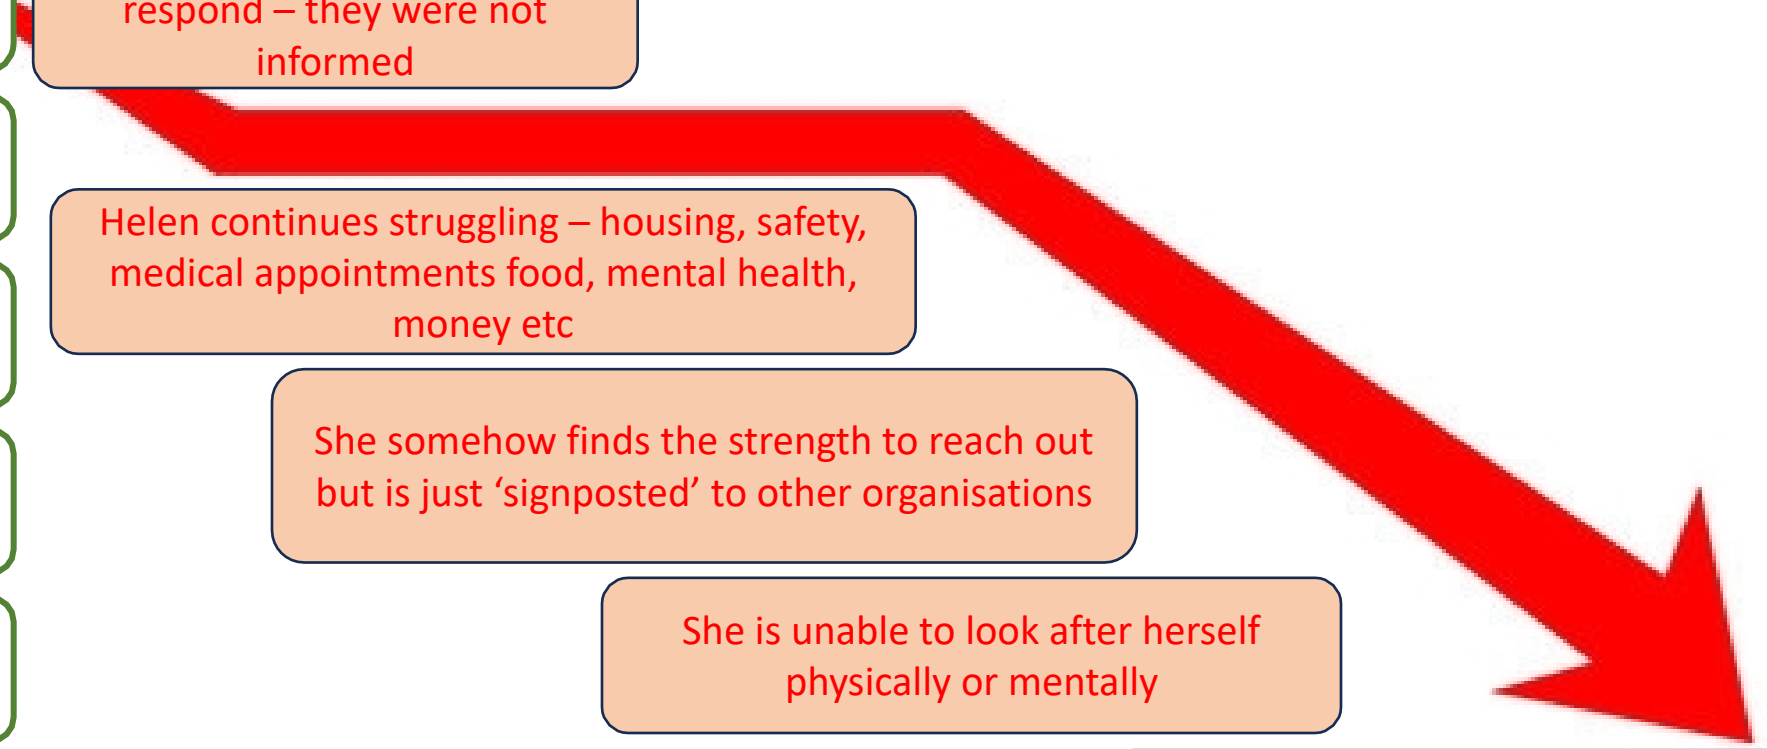 respond – they were not
informed
Helen continues struggling – housing, safety,
medical appointments food, mental health,
money etc
She somehow finds the strength to reach out
but is just ‘signposted’ to other organisations
She is unable to look after herself
physically or mentally